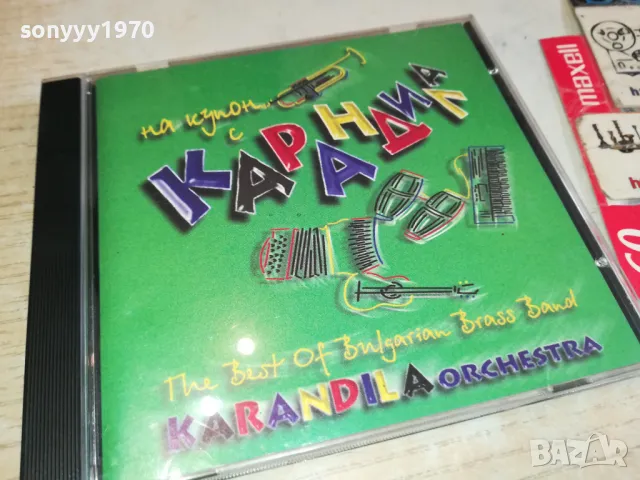 sonyyy1970
на купон
с
КАРАНДИЛА
The Best Of Bulgarian Brass Band
KARANDILA ORCHESTRA
maxell
BAZAR
bg